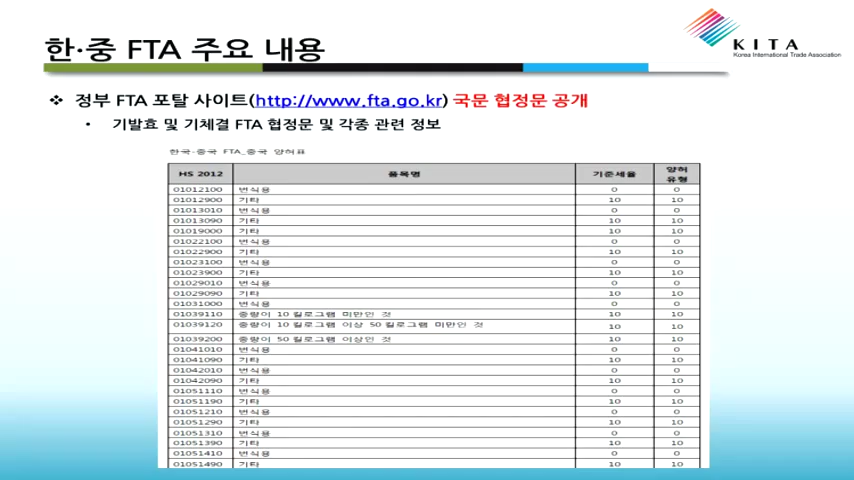 한·중 FTA 주요 내용
KITA
Korea International Trade Association
❖ 정부 FTA 포탈 사이트(http://www.fta.go.kr) 국문 협정문 공개
• 기발효 및 기체결 FTA 협정문 및 각종 관련 정보
한국-중국 FTA_중국 양허표
HS 2012 품목명 기준세율 양허유형
01012100 번식용 0 0
01012900 기타 10 10
01013010 번식용 0 0
01013090 기타 10 10
01019000 기타 10 10
01022100 번식용 0 0
01022900 기타 10 10
01023100 번식용 0 0
01023900 기타 10 10
01029010 번식용 0 0
01029090 기타 10 10
01031000 번식용 0 0
01039110 중량이 10 킬로그램 미만인 것 10 10
01039120 중량이 10 킬로그램 이상 50 킬로그램 미만인 것 10 10
01039200 중량이 50 킬로그램 이상인 것 10 10
01041010 번식용 0 0
01041090 기타 10 10
01042010 번식용 0 0
01042090 기타 10 10
01051110 번식용 0 0
01051190 기타 10 10
01051210 번식용 0 0
01051290 기타 10 10
01051310 번식용 0 0
01051390 기타 10 10
01051410 번식용 0 0
01051490 기타 10 10